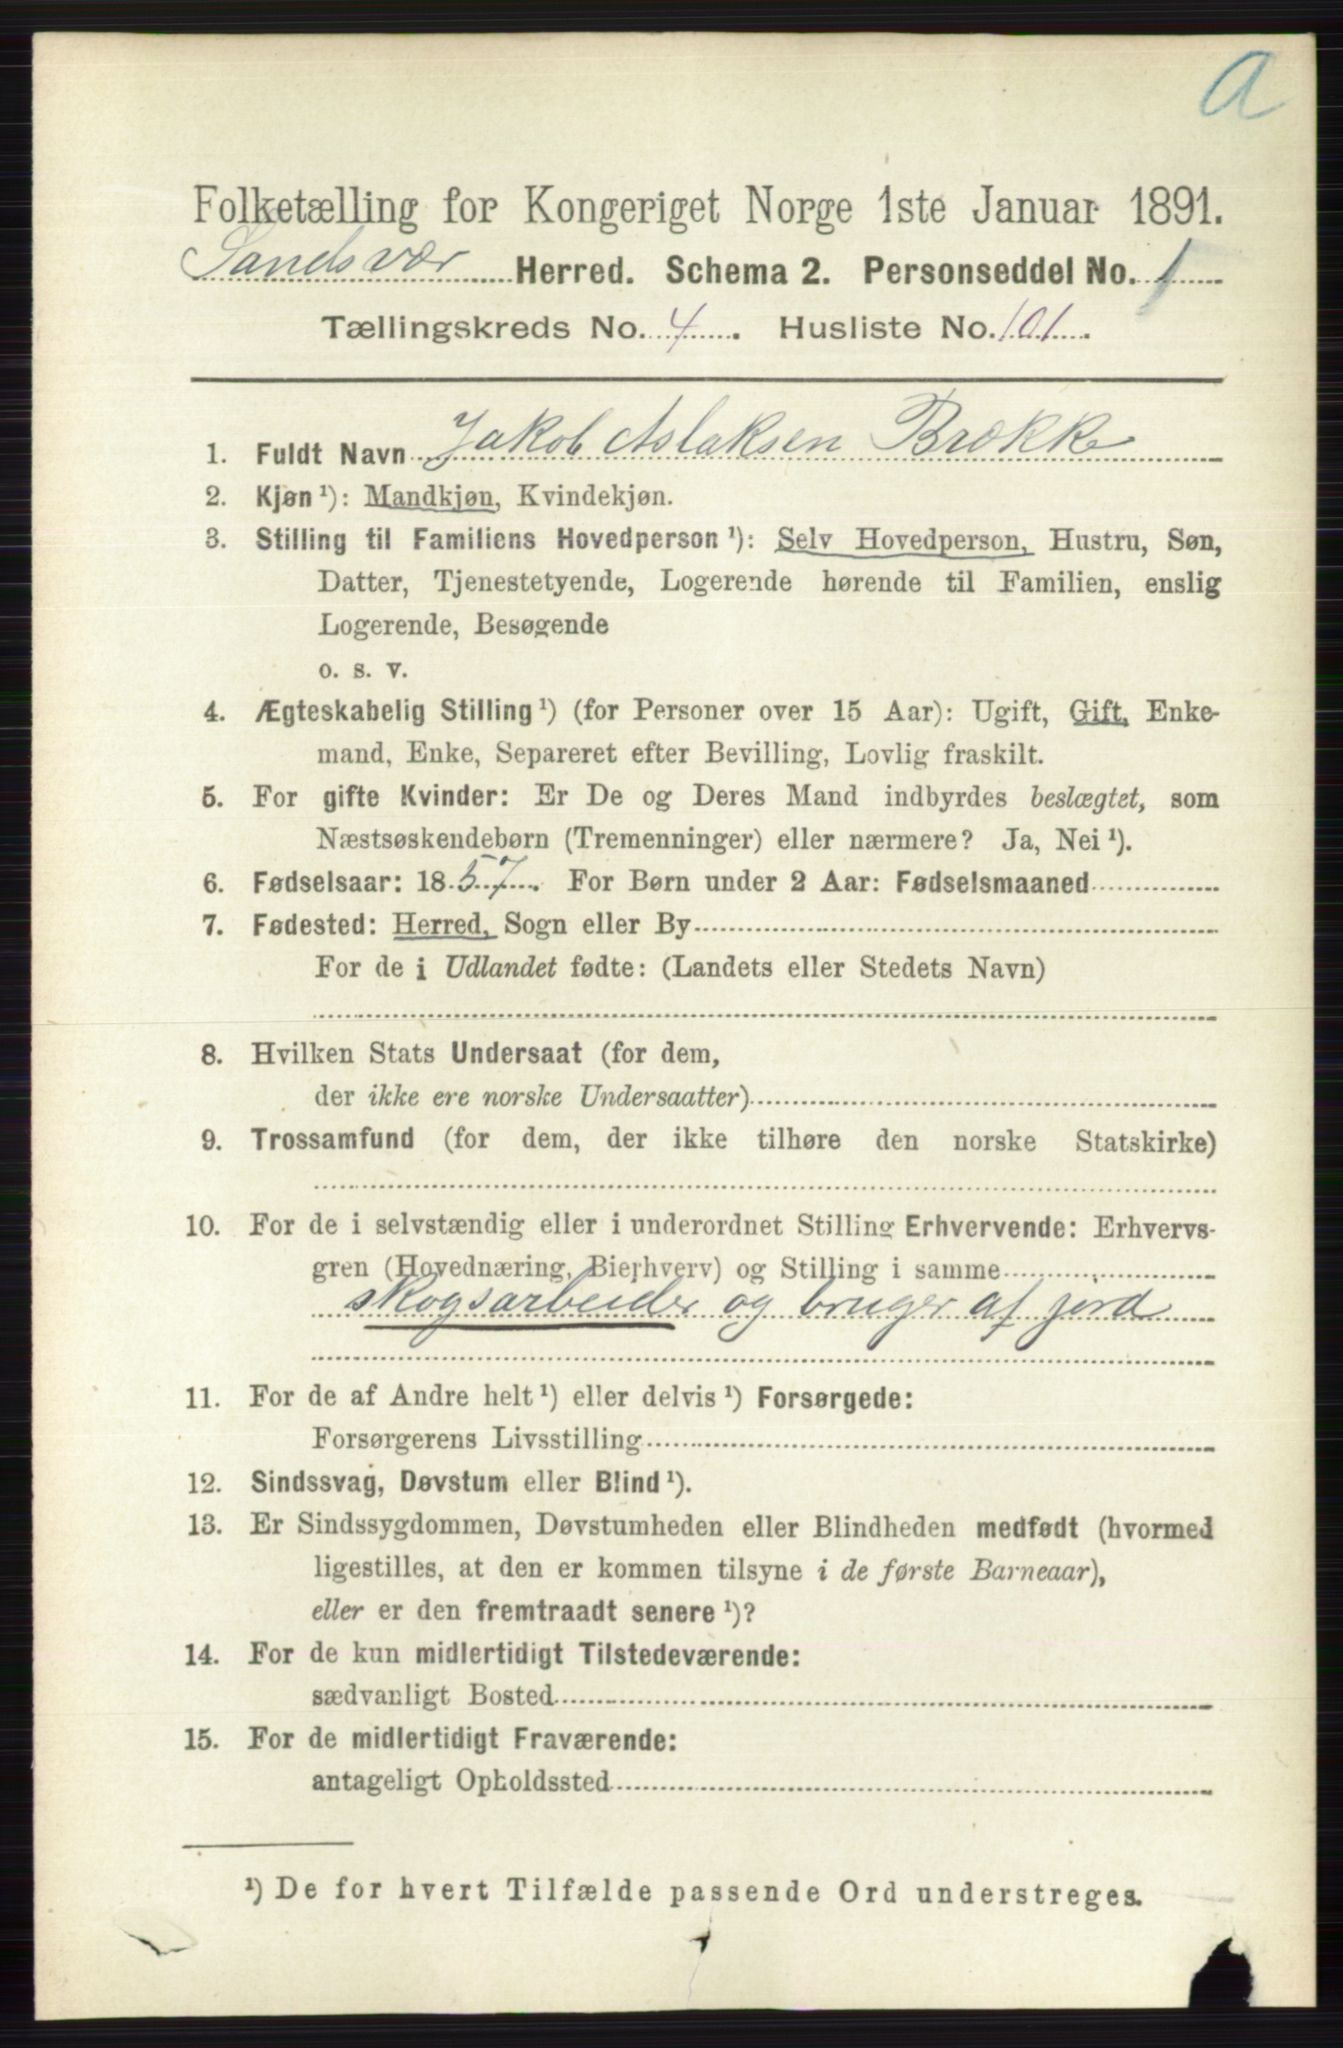 a
Folketælling for Kongeriget Norge 1ste Januar 1891.
Sandsvær Herred. Schema 2. Personseddel No. 1
Tællingskreds No. 4. Husliste No. 101.
1. Fuldt Navn Jakob Aslaksen Brække
2. Kjøn ¹): Mandkjøn, Kvindekjøn.
3. Stilling til Familiens Hovedperson ¹): Selv Hovedperson, Hustru, Søn,
Datter, Tjenestetyende, Logerende hørende til Familien, enslig
Logerende, Besøgende
o. s. v.
4. Ægteskabelig Stilling ¹) (for Personer over 15 Aar): Ugift, Gift, Enke-
mand, Enke, Separeret efter Bevilling, Lovlig fraskilt.
5. For gifte Kvinder: Er De og Deres Mand indbyrdes beslægtet, som
Næstsøskendebørn (Tremenninger) eller nærmere? Ja, Nei ¹).
6. Fødselsaar: 1857. For Børn under 2 Aar: Fødselsmaaned
7. Fødested: Herred, Sogn eller By
For de i Udlandet fødte: (Landets eller Stedets Navn)
8. Hvilken Stats Undersaat (for dem,
der ikke ere norske Undersaatter)
9. Trossamfund (for dem, der ikke tilhøre den norske Statskirke)
10. For de i selvstændig eller i underordnet Stilling Erhvervende: Erhvervs-
gren (Hovednæring, Bierhverv) og Stilling i samme
skogsarbeider og bruger af jord
11. For de af Andre helt ¹) eller delvis ¹) Forsørgede:
Forsørgerens Livsstilling
12. Sindssvag, Døvstum eller Blind ¹).
13. Er Sindssygdommen, Døvstumheden eller Blindheden medfødt (hvormed
ligestilles, at den er kommen tilsyne i de første Barneaar),
eller er den fremtraadt senere ¹)?
14. For de kun midlertidigt Tilstedeværende:
sædvanligt Bosted
15. For de midlertidigt Fraværende:
antageligt Opholdssted
¹) De for hvert Tilfælde passende Ord understreges.